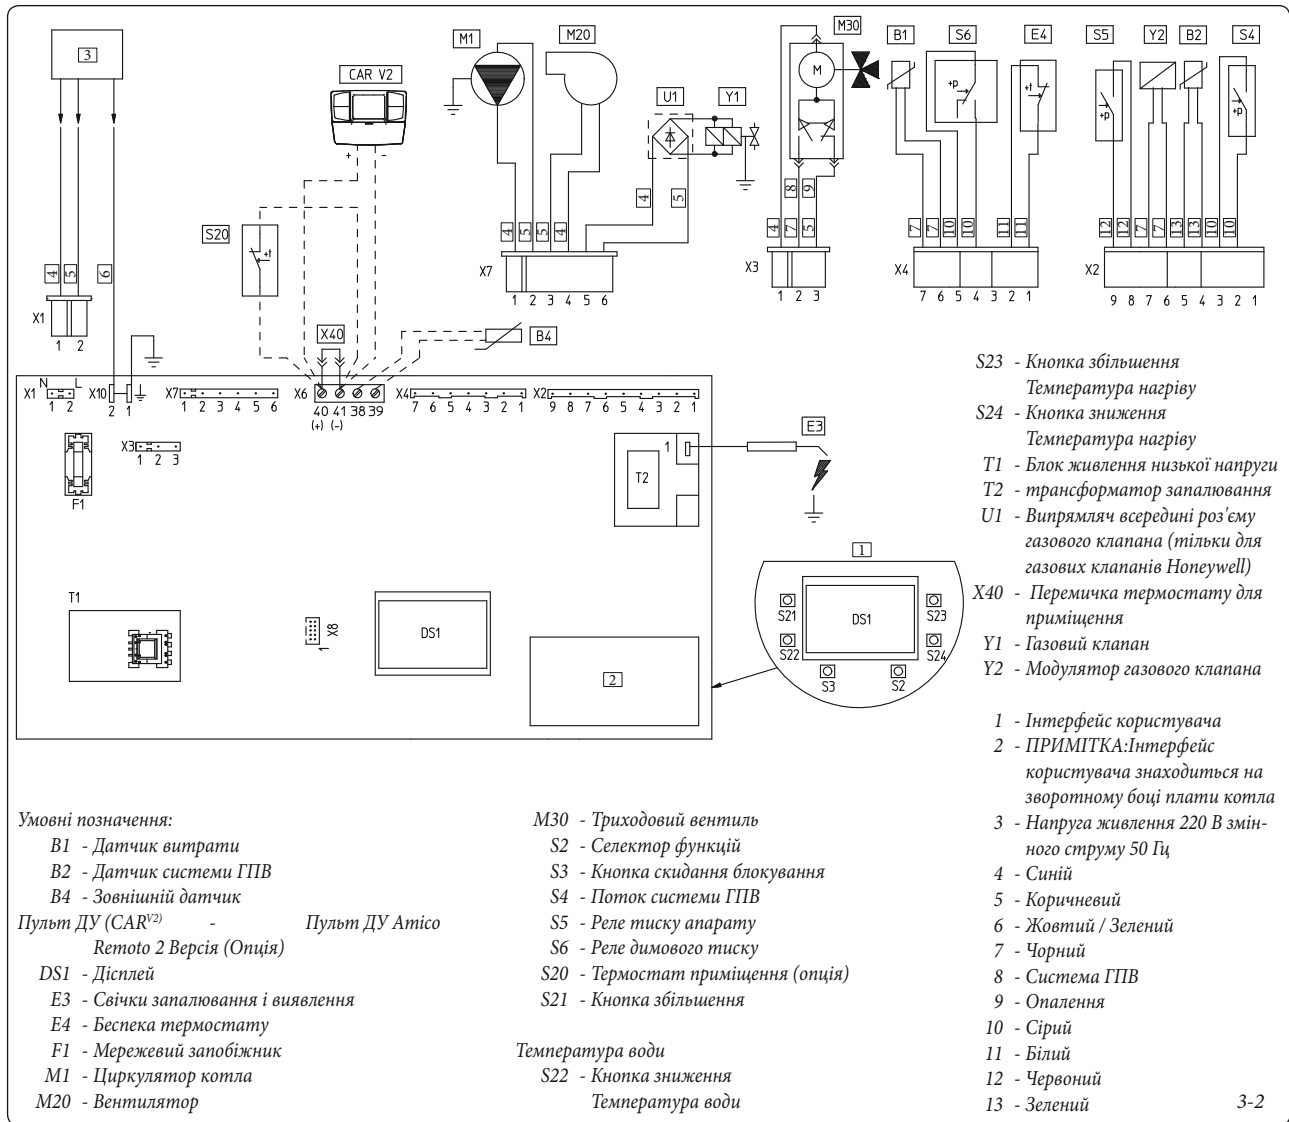 3
CAR V2
M1
M20
U1
Y1
M30
B1
S6
E4
S5
Y2
B2
S4
M
+p
+t
+p
+p
+ -
S20
+t
4 5 6
4 5 5 4
4 5
8 9
4 7 5
7 7 10 10 11 11
12 12 7 7 13 13 10 10
X1
1 2
X7
1 2 3 4 5 6
X3
1 2 3
X4
7 6 5 4 3 2 1
X2
9 8 7 6 5 4 3 2 1
X40
B4
X1 N L
1 2
X10
2 1
X7
1 2 3 4 5 6
X6
40 41 38 39
(+) (-)
X4
7 6 5 4 3 2 1
X2
9 8 7 6 5 4 3 2 1
X3
1 2 3
F1
T2
1
E3
T1
X8
1
DS1
2
1
DS1
S21
S22
S23
S24
S3
S2
S23 - Кнопка збільшення
Температура нагріву
S24 - Кнопка зниження
Температура нагріву
T1 - Блок живлення низької напруги
T2 - трансформатор запалювання
U1 - Випрямляч всередині роз'єму
газового клапана (тільки для
газових клапанів Honeywell)
X40 - Перемичка термостату для
приміщення
Y1 - Газовий клапан
Y2 - Модулятор газового клапана
1 - Інтерфейс користувача
2 - ПРИМІТКА:Інтерфейс
користувача знаходиться на
зворотному боці плати котла
3 - Напруга живлення 220 В змін-
ного струму 50 Гц
4 - Синій
5 - Коричневий
6 - Жовтий / Зелений
7 - Чорний
8 - Система ГПВ
9 - Опалення
10 - Сірий
11 - Білий
12 - Червоний
13 - Зелений
Умовні позначення:
B1 - Датчик витрати
B2 - Датчик системи ГПВ
B4 - Зовнішній датчик
Пульт ДУ (CARV2) - Пульт ДУ Amico
Remoto 2 Версія (Опція)
DS1 - Дісплей
E3 - Свічки запалювання і виявлення
E4 - Беспека термостату
F1 - Мережевий запобіжник
M1 - Циркулятор котла
M20 - Вентилятор
M30 - Триходовий вентиль
S2 - Селектор функцій
S3 - Кнопка скидання блокування
S4 - Поток системи ГПВ
S5 - Реле тиску апарату
S6 - Реле димового тиску
S20 - Термостат приміщення (опція)
S21 - Кнопка збільшення
Температура води
S22 - Кнопка зниження
Температура води
3-2